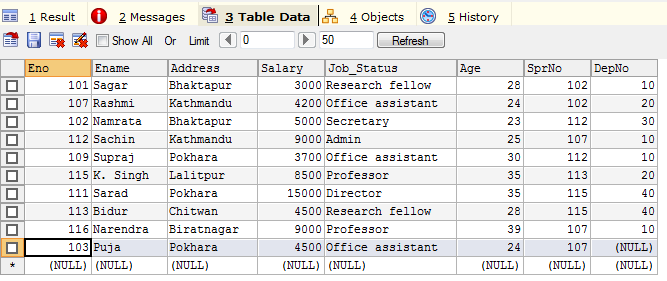 1 Result 2 Messages 3 Table Data 4 Objects 5 History
Show All Or Limit 0 50 Refresh
Eno Ename Address Salary Job_Status Age SprNo DepNo
101 Sagar Bhaktapur 3000 Research fellow 28 102 10
107 Rashmi Kathmandu 4200 Office assistant 24 102 20
102 Namrata Bhaktapur 5000 Secretary 23 112 30
112 Sachin Kathmandu 9000 Admin 25 107 10
109 Supraj Pokhara 3700 Office assistant 30 112 10
115 K. Singh Lalitpur 8500 Professor 35 113 20
111 Sarad Pokhara 15000 Director 35 115 40
113 Bidur Chitwan 4500 Research fellow 28 115 40
116 Narendra Biratnagar 9000 Professor 39 107 10
103 Puja Pokhara 4500 Office assistant 24 107 (NULL)
* (NULL) (NULL) (NULL) (NULL) (NULL) (NULL) (NULL) (NULL)